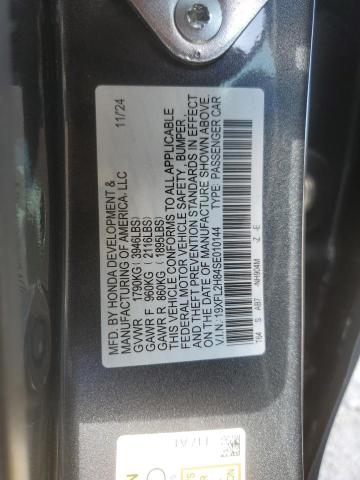 MFD. BY HONDA DEVELOPMENT &
MANUFACTURING OF AMERICA, LLC 11/24
GVWR 1790KG (3946LBS)
GAWR F 960KG (2116LBS)
GAWR R 860KG (1895LBS)
THIS VEHICLE CONFORMS TO ALL APPLICABLE
FEDERAL MOTOR VEHICLE SAFETY, BUMPER,
AND THEFT PREVENTION STANDARDS IN EFFECT
ON THE DATE OF MANUFACTURE SHOWN ABOVE.
V.I.N.: 19XFL2H84SE010144 TYPE: PASSENGER CAR
T64 S AB7 NH904M Z -E